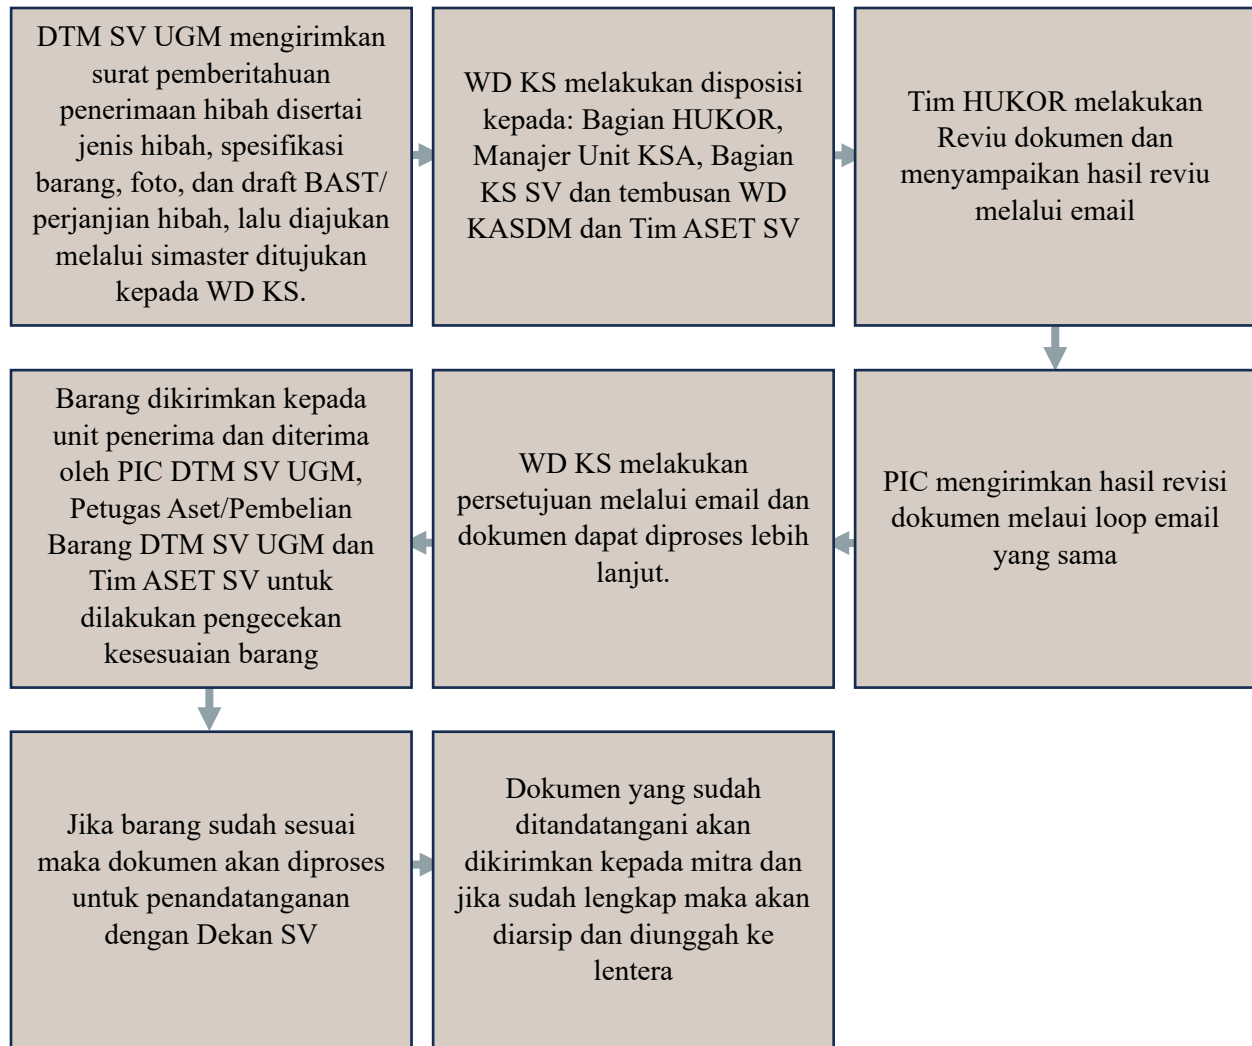 DTM SV UGM mengirimkan
surat pemberitahuan
penerimaan hibah disertai
jenis hibah, spesifikasi
barang, foto, dan draft BAST/
perjanjian hibah, lalu diajukan
melalui simaster ditujukan
kepada WD KS.
WD KS melakukan disposisi
kepada: Bagian HUKOR,
Manajer Unit KSA, Bagian
KS SV dan tembusan WD
KASDM dan Tim ASET SV
Tim HUKOR melakukan
Reviu dokumen dan
menyampaikan hasil reviu
melalui email
PIC mengirimkan hasil revisi
dokumen melaui loop email
yang sama
WD KS melakukan
persetujuan melalui email dan
dokumen dapat diproses lebih
lanjut.
Barang dikirimkan kepada
unit penerima dan diterima
oleh PIC DTM SV UGM,
Petugas Aset/Pembelian
Barang DTM SV UGM dan
Tim ASET SV untuk
dilakukan pengecekan
kesesuaian barang
Jika barang sudah sesuai
maka dokumen akan diproses
untuk penandatanganan
dengan Dekan SV
Dokumen yang sudah
ditandatangani akan
dikirimkan kepada mitra dan
jika sudah lengkap maka akan
diarsip dan diunggah ke
lentera